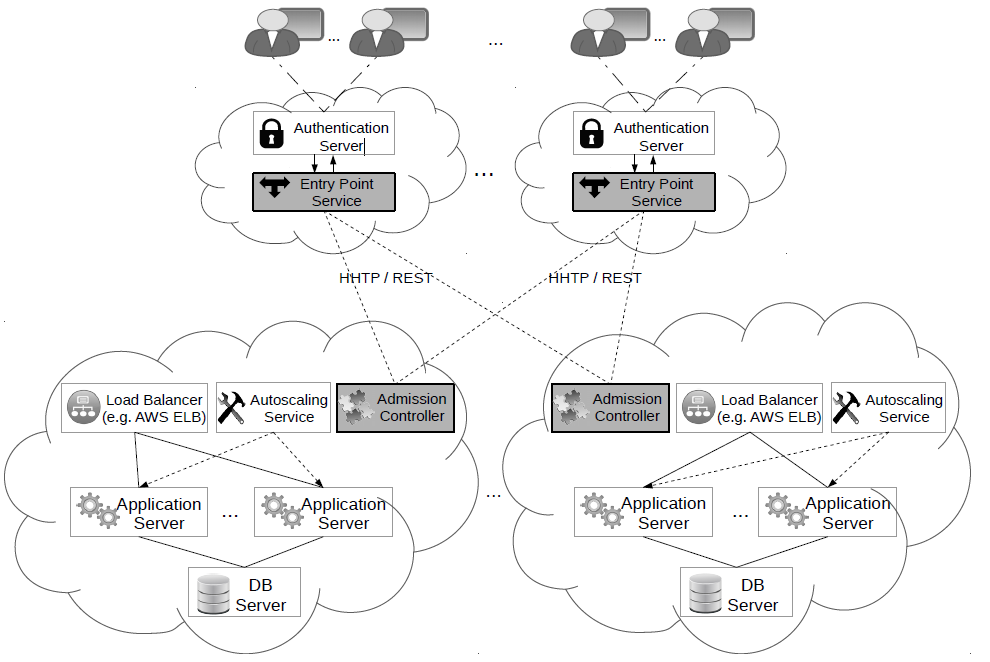 ...
...
...
Authentication
Server
Authentication
Server
Entry Point
Service
...
Entry Point
Service
HHTP / REST
HHTP / REST
Load Balancer
(e.g. AWS ELB)
Autoscaling
Service
Admission
Controller
Admission
Controller
Load Balancer
(e.g. AWS ELB)
Autoscaling
Service
Application
Server
...
Application
Server
...
Application
Server
...
Application
Server
DB
Server
DB
Server